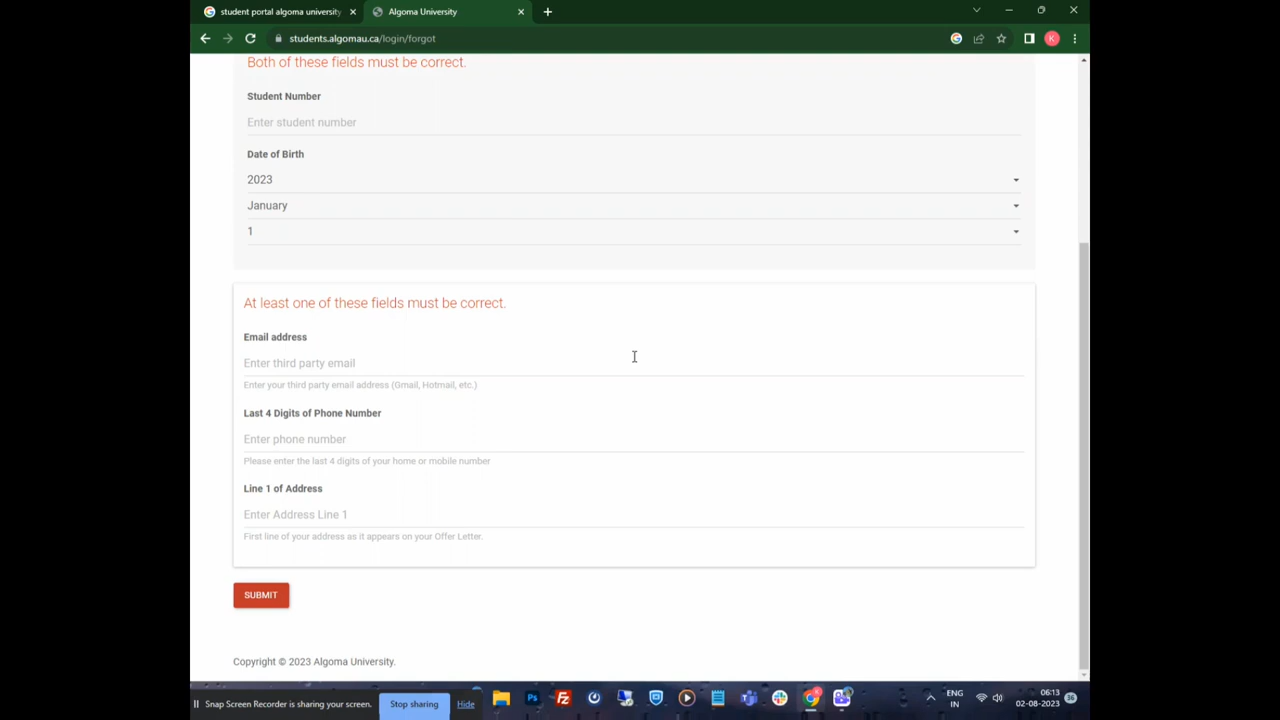 student portal algoma university
Algoma University
students.algomau.ca/login/forgot
K
Both of these fields must be correct.
Student Number
Enter student number
Date of Birth
2023
January
1
At least one of these fields must be correct.
Email address
Enter third party email
Enter your third party email address (Gmail, Hotmail, etc.)
Last 4 Digits of Phone Number
Enter phone number
Please enter the last 4 digits of your home or mobile number
Line 1 of Address
Enter Address Line 1
First line of your address as it appears on your Offer Letter.
SUBMIT
Copyright © 2023 Algoma University.
Snap Screen Recorder is sharing your screen.
Stop sharing
Hide
Ps
ENG
IN
06:13
02-08-2023
36